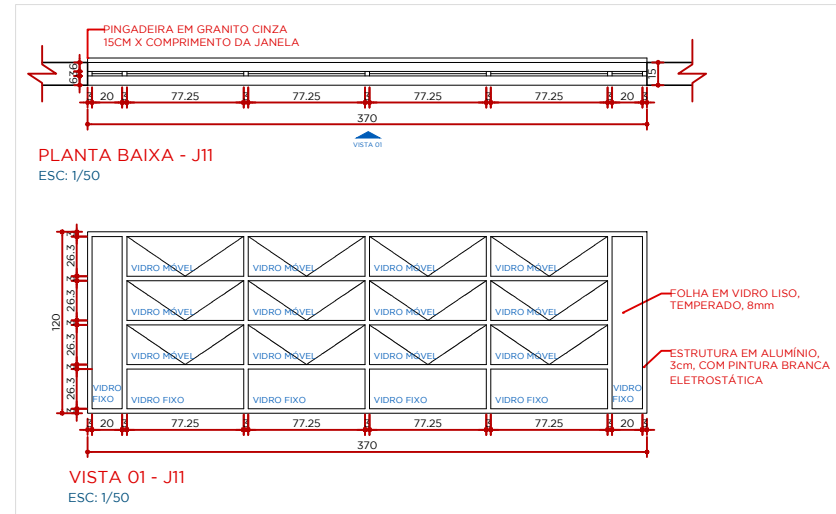 PINGADEIRA EM GRANITO CINZA
15CM X COMPRIMENTO DA JANELA
15
20 77.25 77.25 77.25 77.25 20
370
VISTA 01
PLANTA BAIXA - J11
ESC: 1/50
120
3 26.3 3 26.3 3 26.3 3 26.3 3
VIDRO MÓVEL VIDRO MÓVEL VIDRO MÓVEL VIDRO MÓVEL
VIDRO MÓVEL VIDRO MÓVEL VIDRO MÓVEL VIDRO MÓVEL
VIDRO MÓVEL VIDRO MÓVEL VIDRO MÓVEL VIDRO MÓVEL
VIDRO
FIXO
VIDRO FIXO VIDRO FIXO VIDRO FIXO VIDRO FIXO
VIDRO
FIXO
FOLHA EM VIDRO LISO,
TEMPERADO, 8mm
ESTRUTURA EM ALUMÍNIO,
3cm, COM PINTURA BRANCA
ELETROSTÁTICA
20 77.25 77.25 77.25 77.25 20
370
VISTA 01 - J11
ESC: 1/50